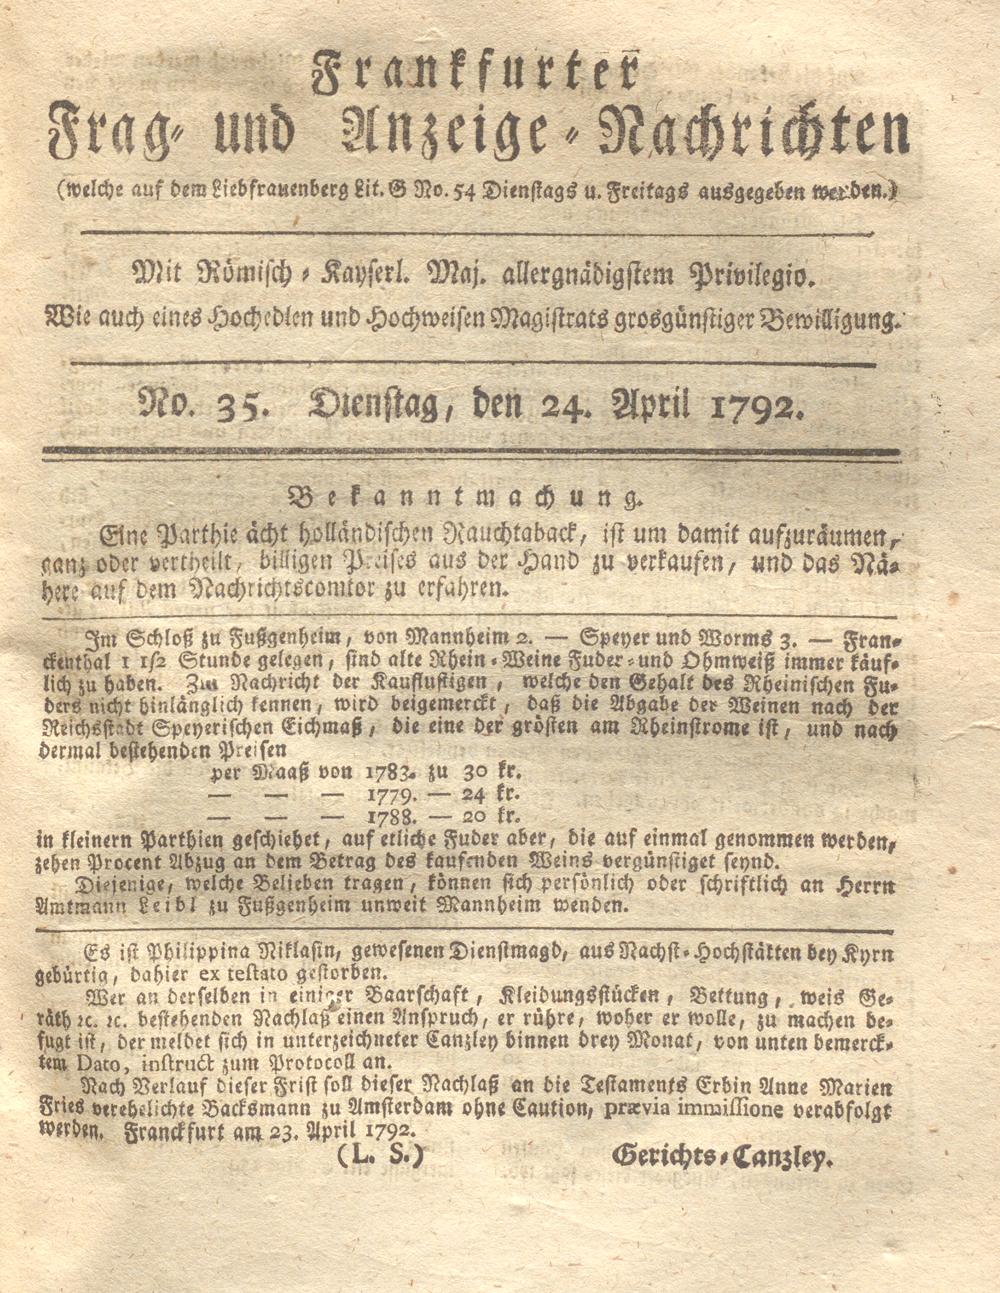 Frankfurter
Frag- und Anzeige-Nachrichten
(welche auf dem Liebfrauenberg Lit. G No. 54 Dienstags u. Freitags ausgegeben werden.)
Mit Römisch-Kayserl. Maj. allergnädigstem Privilegio.
Wie auch eines Hochedlen und Hochweisen Magistrats grosgünstiger Bewilligung.
No. 35. Dienstag, den 24. April 1792.
Bekanntmachung.
Eine Parthie ächt holländischen Rauchtaback, ist um damit aufzuräumen,
ganz oder vertheilt, billigen Preises aus der Hand zu verkaufen, und das Nä-
here auf dem Nachrichtscomtor zu erfahren.
Im Schloß zu Fußgenheim, von Mannheim 2. — Speyer und Worms 3. — Fran-
ckenthal 1 1/2 Stunde gelegen, sind alte Rhein-Weine Fuder-und Ohmweiß immer käuf-
lich zu haben. Zur Nachricht der Kauflustigen, welche den Gehalt des Rheinischen Fu-
ders nicht hinlänglich kennen, wird beigemerckt, daß die Abgabe der Weinen nach der
Reichsstadt Speyerischen Eichmaß, die eine der grösten am Rheinstrome ist, und nach
dermal bestehenden Preisen
per Maaß von 1783. zu 30 kr.
— — — 1779. — 24 kr.
— — — 1788. — 20 kr.
in kleinern Parthien geschiehet, auf etliche Fuder aber, die auf einmal genommen werden,
zehen Procent Abzug an dem Betrag des kaufenden Weins vergünstiget seynd.
Diejenige, welche Belieben tragen, können sich persönlich oder schriftlich an Herrn
Amtmann Leibl zu Fußgenheim unweit Mannheim wenden.
Es ist Philippina Niklasin, gewesenen Dienstmagd, aus Nachst-Hochstätten bey Kyrn
gebürtig, dahier ex testato gestorben.
Wer an derselben in einiger Baarschaft, Kleidungsstücken, Bettung, weis Ge-
räth ꝛc. ꝛc. bestehenden Nachlaß einen Anspruch, er rühre, woher er wolle, zu machen be-
fugt ist, der meldet sich in unterzeichneter Canzley binnen drey Monat, von unten bemerck-
tem Dato, instruct zum Protocoll an.
Nach Verlauf dieser Frist soll dieser Nachlaß an die Testaments Erbin Anne Marien
Fries verehelichte Backsmann zu Amsterdam ohne Caution, prævia immissione verabfolgt
werden. Franckfurt am 23. April 1792.
(L. S.) Gerichts-Canzley.